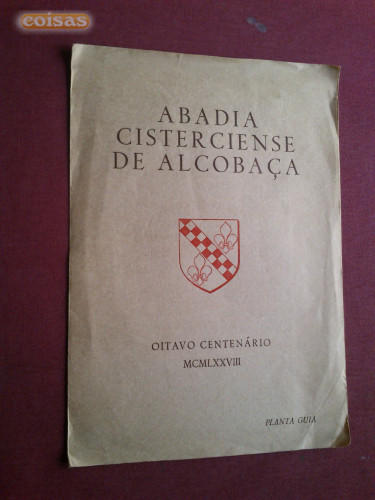 coisas
ABADIA
CISTERCIENSE
DE ALCOBAÇA
OITAVO CENTENÁRIO
MCMLXXVIII
PLANTA GUIA